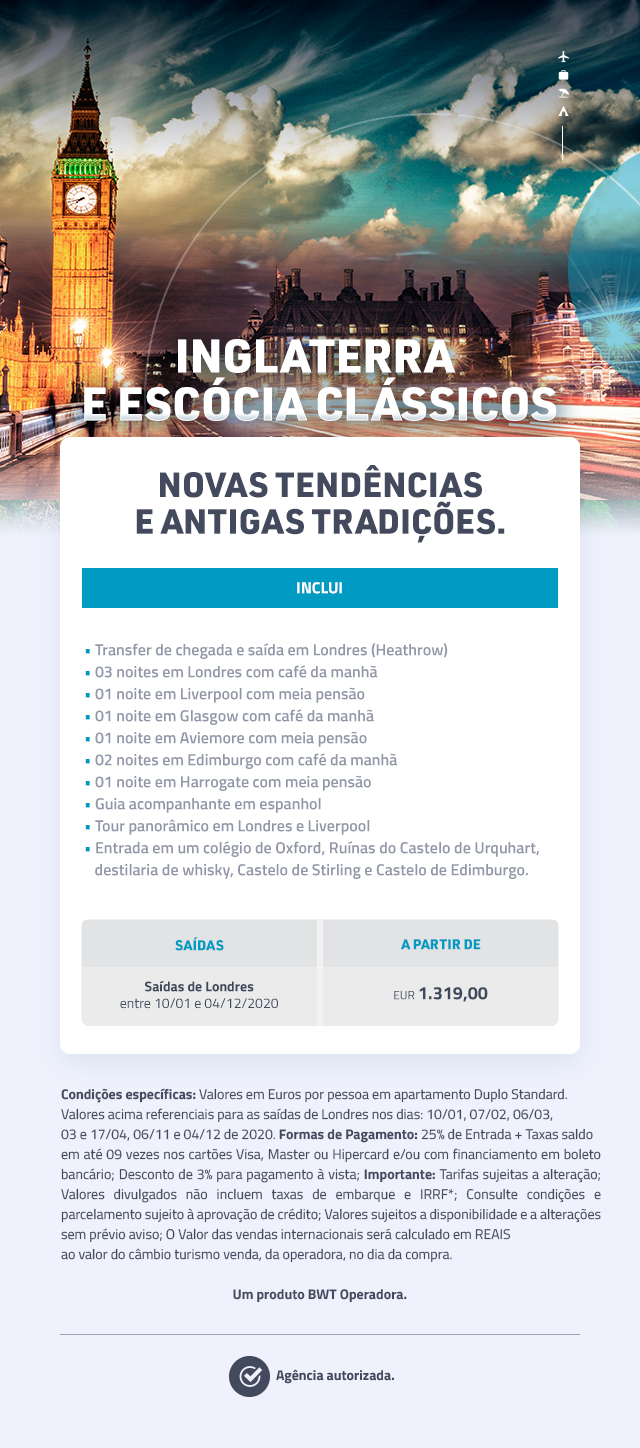 INGLATERRA
E ESCÓCIA CLÁSSICOS
NOVAS TENDÊNCIAS
E ANTIGAS TRADIÇÕES.
INCLUI
▪ Transfer de chegada e saída em Londres (Heathrow)
▪ 03 noites em Londres com café da manhã
▪ 01 noite em Liverpool com meia pensão
▪ 01 noite em Glasgow com café da manhã
▪ 01 noite em Aviemore com meia pensão
▪ 02 noites em Edimburgo com café da manhã
▪ 01 noite em Harrogate com meia pensão
▪ Guia acompanhante em espanhol
▪ Tour panorâmico em Londres e Liverpool
▪ Entrada em um colégio de Oxford, Ruínas do Castelo de Urquhart,
destilaria de whisky, Castelo de Stirling e Castelo de Edimburgo.
SAÍDAS
Saídas de Londres
entre 10/01 e 04/12/2020
A PARTIR DE
EUR 1.319,00
Condições específicas: Valores em Euros por pessoa em apartamento Duplo Standard.
Valores acima referenciais para as saídas de Londres nos dias: 10/01, 07/02, 06/03,
03 e 17/04, 06/11 e 04/12 de 2020. Formas de Pagamento: 25% de Entrada + Taxas saldo
em até 09 vezes nos cartões Visa, Master ou Hipercard e/ou com financiamento em boleto
bancário; Desconto de 3% para pagamento à vista; Importante: Tarifas sujeitas a alteração;
Valores divulgados não incluem taxas de embarque e IRRF*; Consulte condições e
parcelamento sujeito à aprovação de crédito; Valores sujeitos a disponibilidade e a alterações
sem prévio aviso; O Valor das vendas internacionais será calculado em REAIS
ao valor do câmbio turismo venda, da operadora, no dia da compra.
Um produto BWT Operadora.
Agência autorizada.